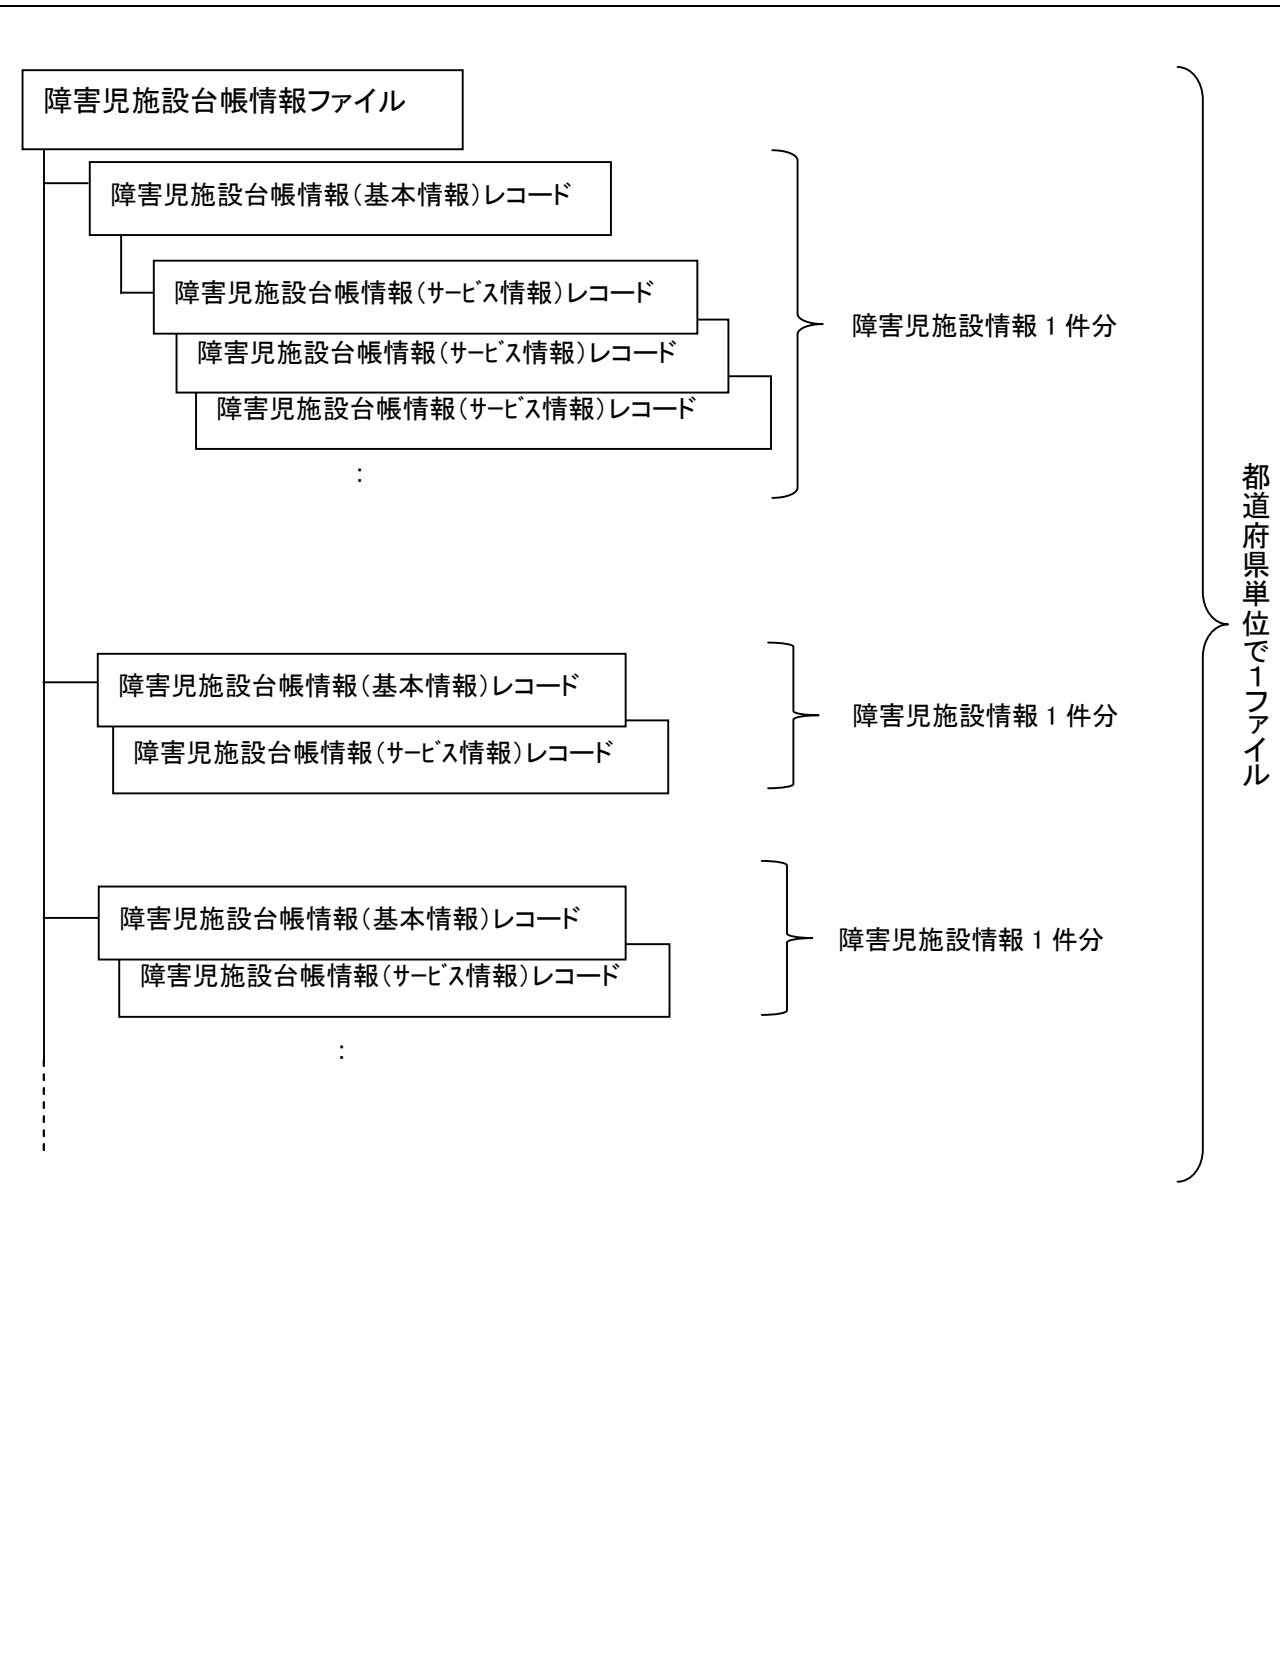 障害児施設台帳情報ファイル
障害児施設台帳情報（基本情報）レコード
障害児施設台帳情報（ｻｰﾋﾞｽ情報）レコード
障害児施設台帳情報（ｻｰﾋﾞｽ情報）レコード
障害児施設台帳情報（ｻｰﾋﾞｽ情報）レコード
:
障害児施設情報 1 件分
障害児施設台帳情報（基本情報）レコード
障害児施設台帳情報（ｻｰﾋﾞｽ情報）レコード
障害児施設情報 1 件分
障害児施設台帳情報（基本情報）レコード
障害児施設台帳情報（ｻｰﾋﾞｽ情報）レコード
:
障害児施設情報 1 件分
都道府県単位で１ファイル